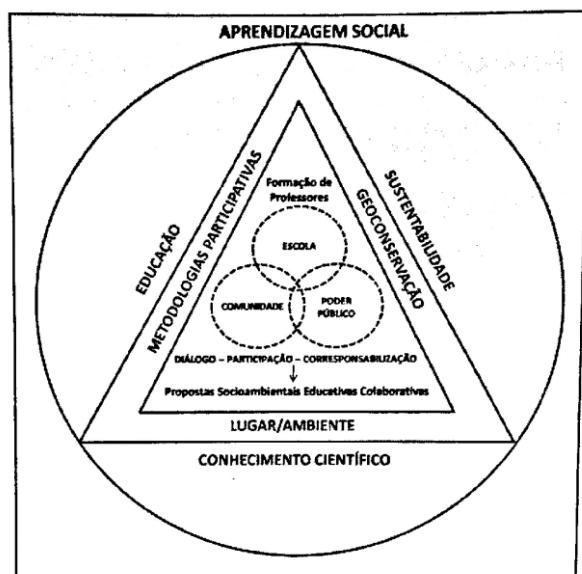 APRENDIZAGEM SOCIAL
EDUCAÇÃO
METODOLOGIAS PARTICIPATIVAS
SUSTENTABILIDADE
GEOCONSERVAÇÃO
Formação de
Professores
ESCOLA
COMUNIDADE
PODER
PÚBLICO
DIÁLOGO – PARTICIPAÇÃO – CORRESPONSABILIZAÇÃO
Propostas Socioambientais Educativas Colaborativas
LUGAR/AMBIENTE
CONHECIMENTO CIENTÍFICO